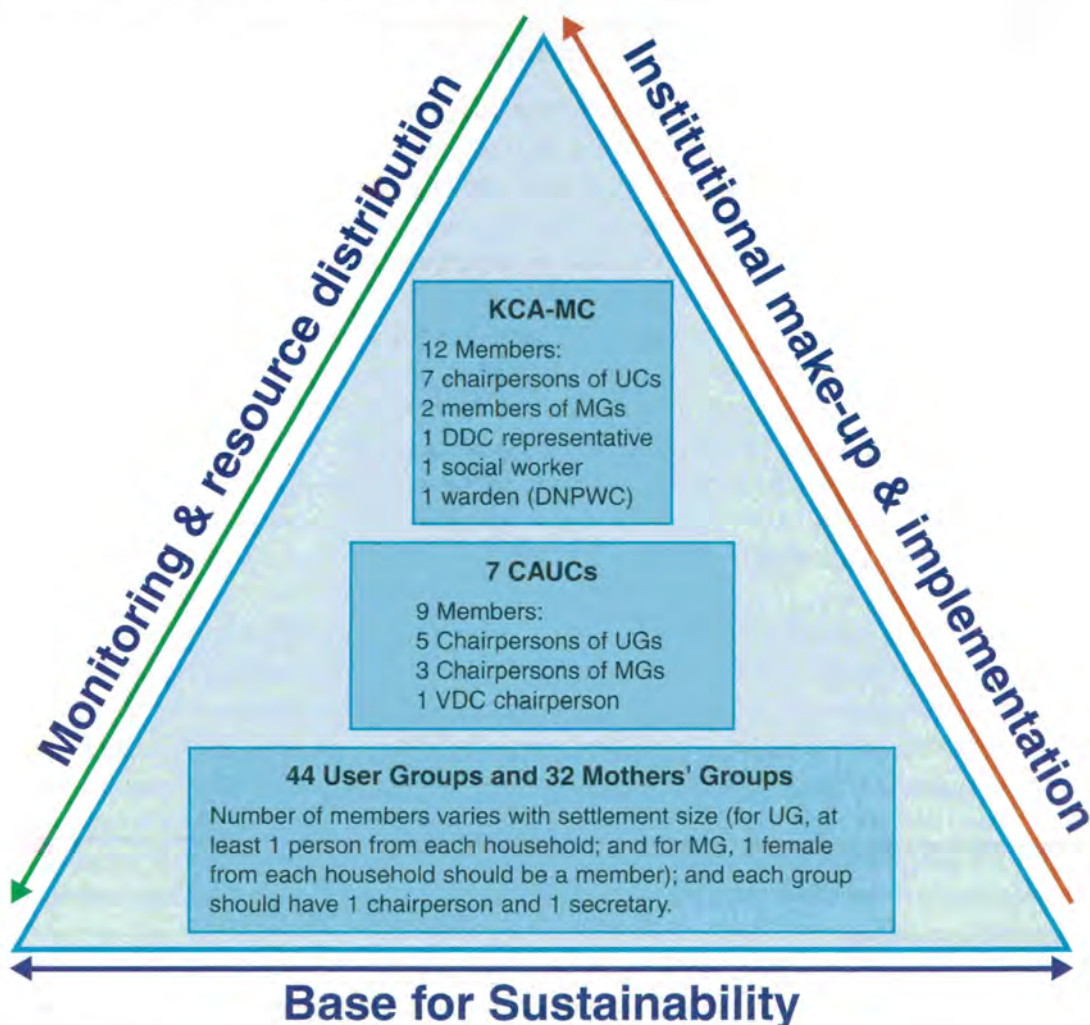 Monitoring & resource distribution
Institutional make-up & implementation
KCA-MC
12 Members:
7 chairpersons of UCs
2 members of MGs
1 DDC representative
1 social worker
1 warden (DNPWC)
7 CAUCs
9 Members:
5 Chairpersons of UGs
3 Chairpersons of MGs
1 VDC chairperson
44 User Groups and 32 Mothers' Groups
Number of members varies with settlement size (for UG, at
least 1 person from each household; and for MG, 1 female
from each household should be a member); and each group
should have 1 chairperson and 1 secretary.
Base for Sustainability